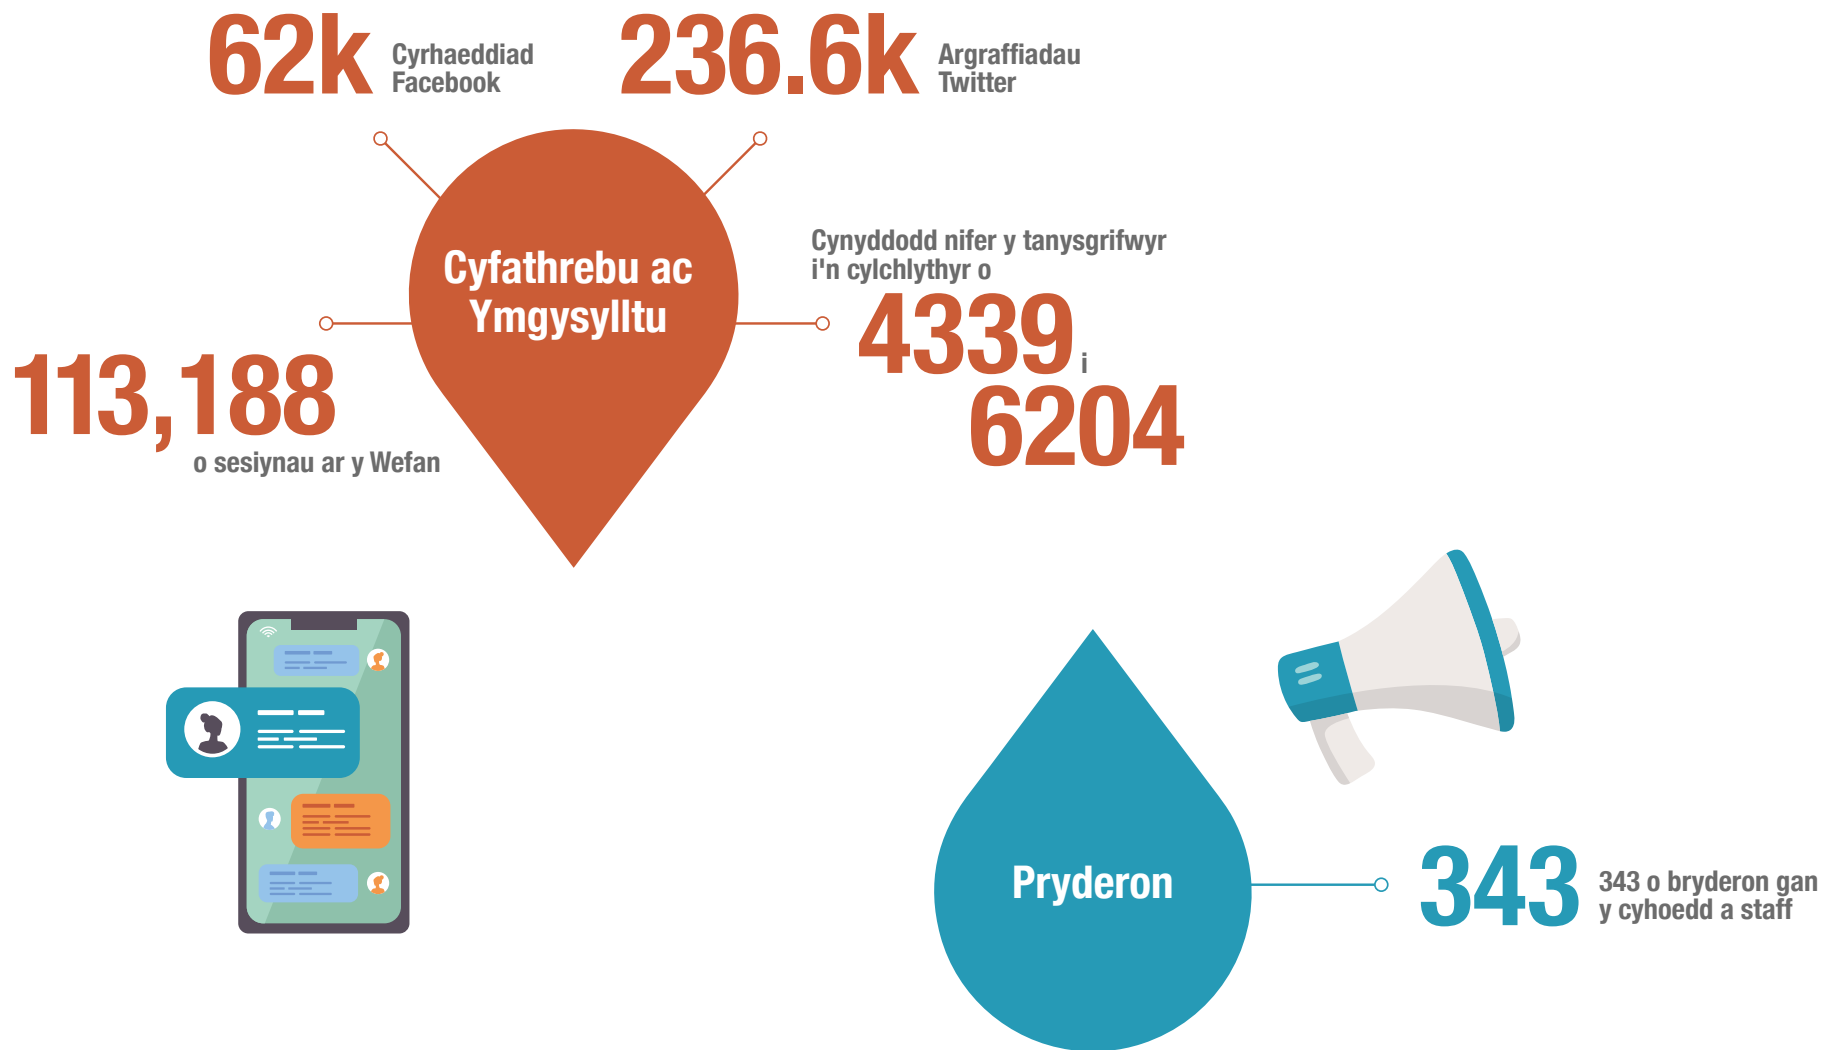 62k
Cyrhaeddiad
Facebook
236.6k
Argraffiadau
Twitter
Cyfathrebu ac
Ymgysylltu
Cynyddodd nifer y tanysgrifwyr
i'n cylchlythyr o
4339 i
6204
113,188
o sesiynau ar y Wefan
Pryderon
343
343 o bryderon gan
y cyhoedd a staff